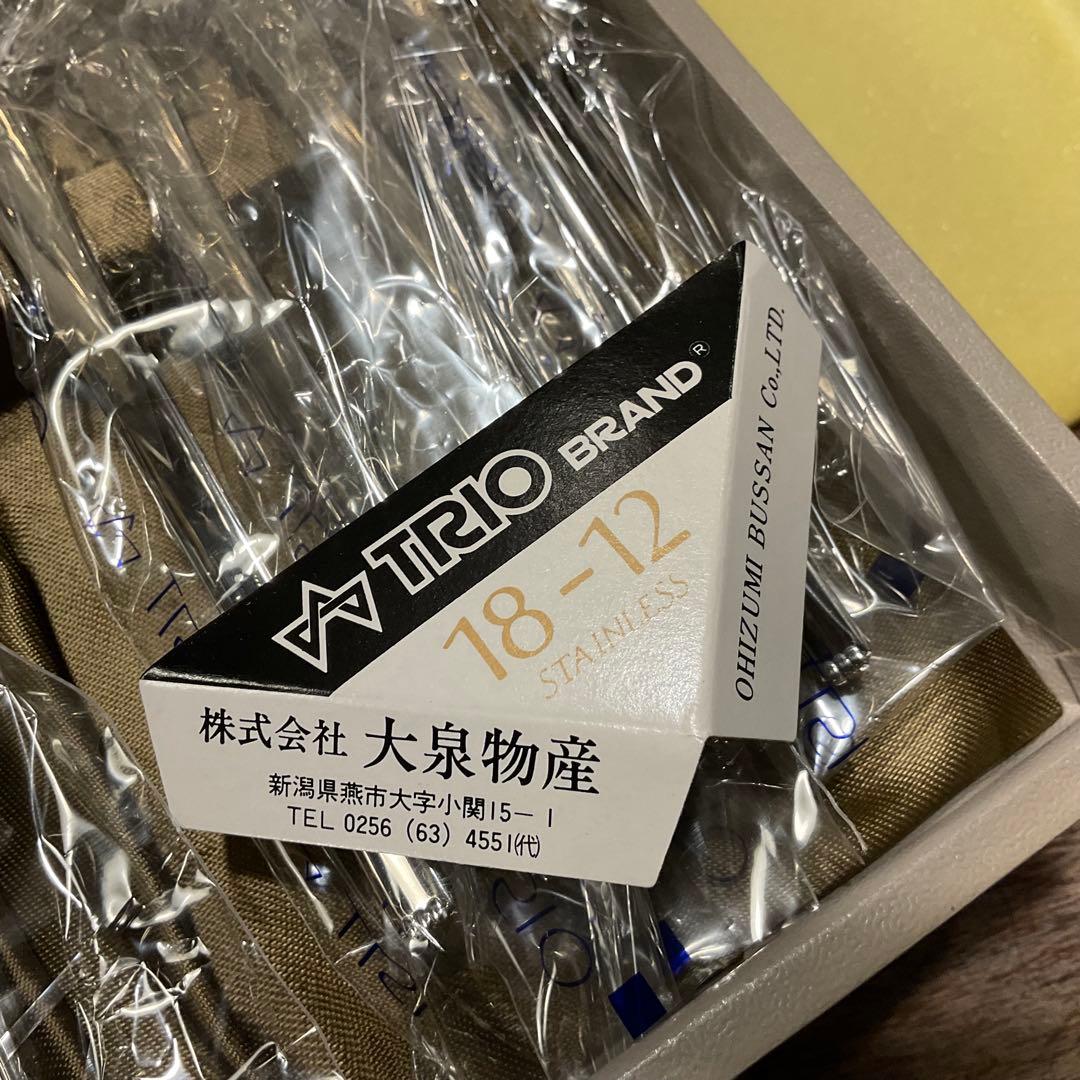 TRIO BRAND®
18-12
STAINLESS
OHIZUMI BUSSAN Co.,LTD.
株式会社 大泉物産
新潟県燕市大字小関15-1
TEL 0256 (63) 4551(代)